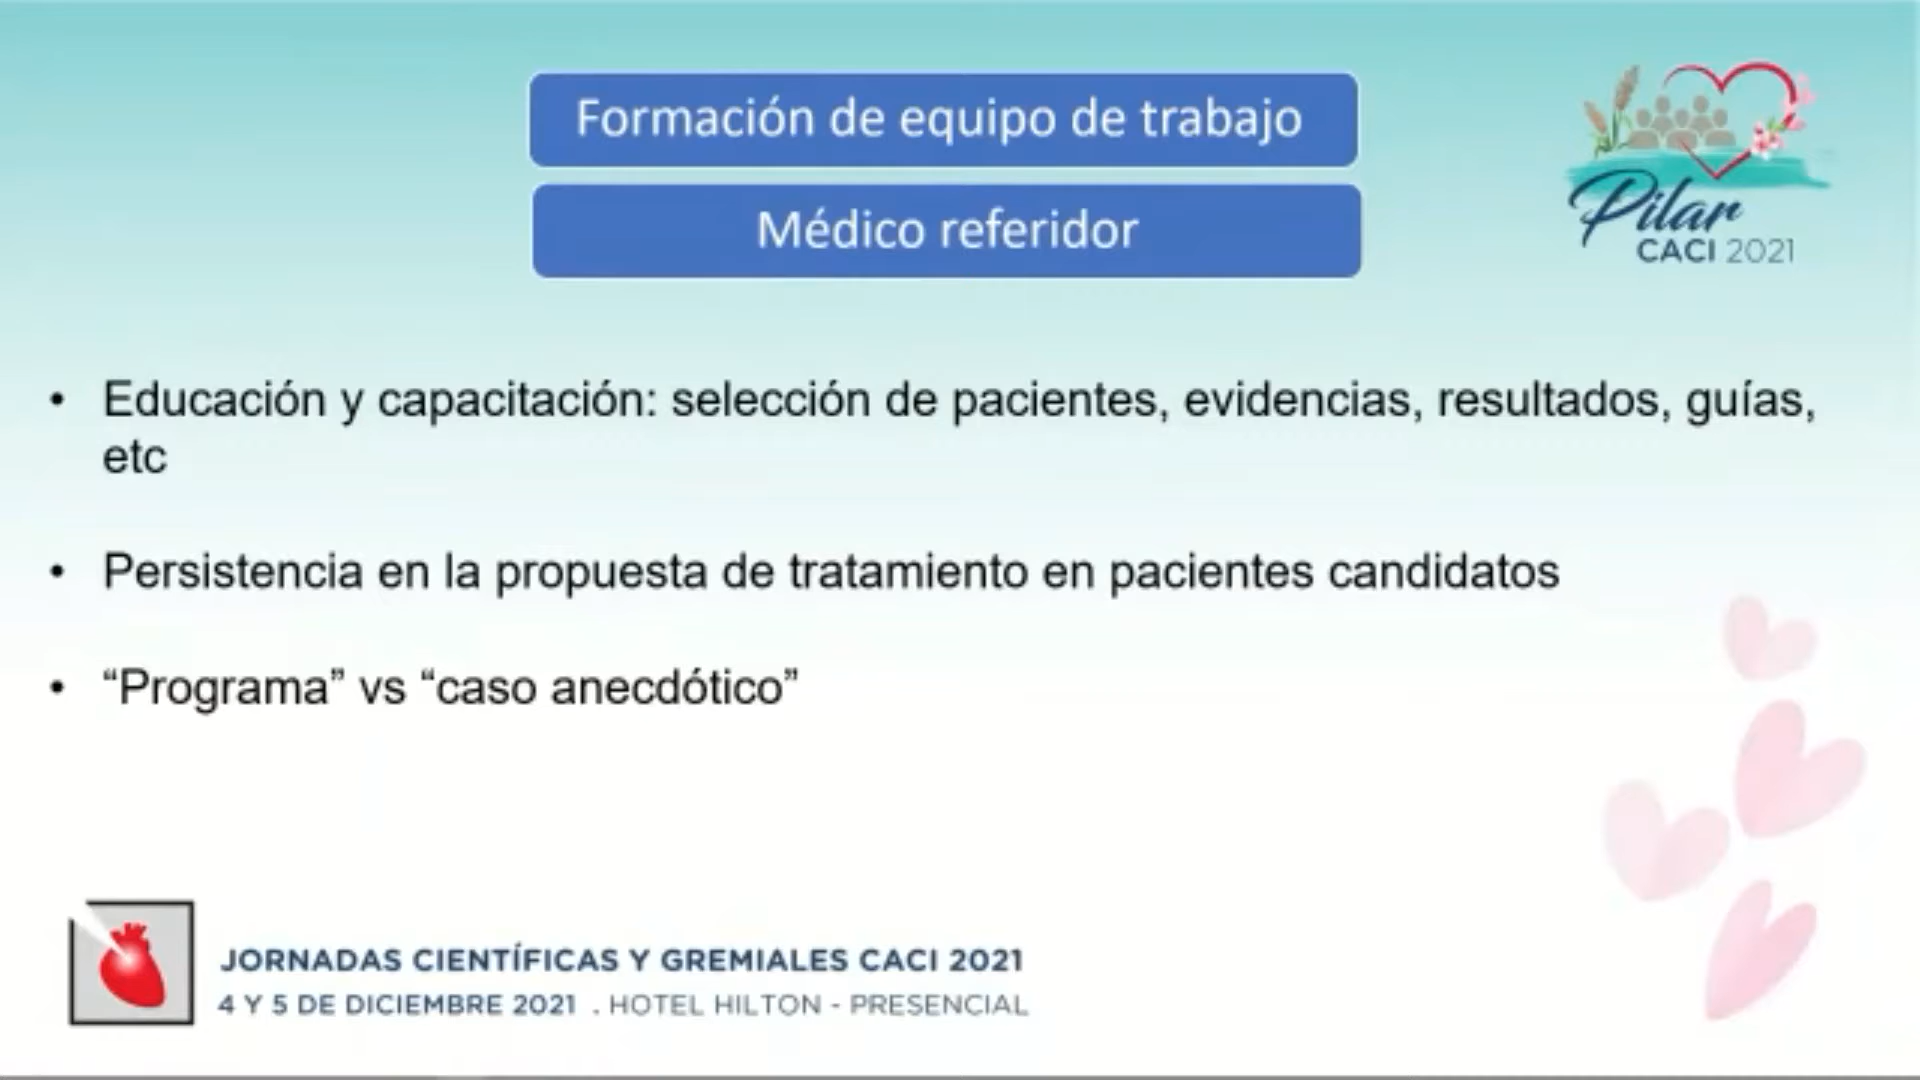 Formación de equipo de trabajo
Médico referidor
Pilar
CACI 2021
• Educación y capacitación: selección de pacientes, evidencias, resultados, guías,
etc
• Persistencia en la propuesta de tratamiento en pacientes candidatos
• “Programa” vs “caso anecdótico”
JORNADAS CIENTÍFICAS Y GREMIALES CACI 2021
4 Y 5 DE DICIEMBRE 2021 . HOTEL HILTON - PRESENCIAL